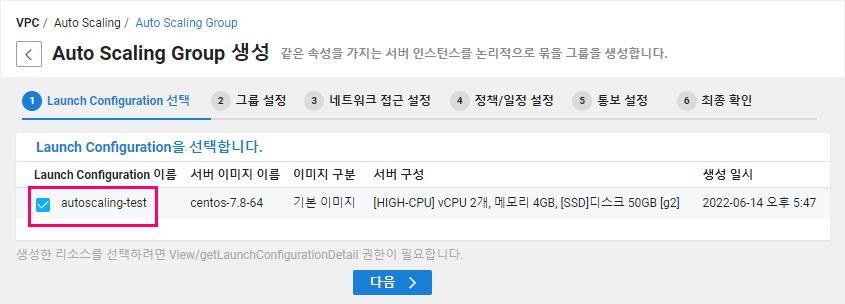 VPC / Auto Scaling / Auto Scaling Group
Auto Scaling Group 생성 같은 속성을 가지는 서버 인스턴스를 논리적으로 묶을 그룹을 생성합니다.
1 Launch Configuration 선택 2 그룹 설정 3 네트워크 접근 설정 4 정책/일정 설정 5 통보 설정 6 최종 확인
Launch Configuration을 선택합니다.
Launch Configuration 이름 서버 이미지 이름 이미지 구분 서버 구성 생성 일시
autoscaling-test centos-7.8-64 기본 이미지 [HIGH-CPU] vCPU 2개, 메모리 4GB, [SSD]디스크 50GB [g2] 2022-06-14 오후 5:47
생성한 리소스를 선택하려면 View/getLaunchConfigurationDetail 권한이 필요합니다.
다음